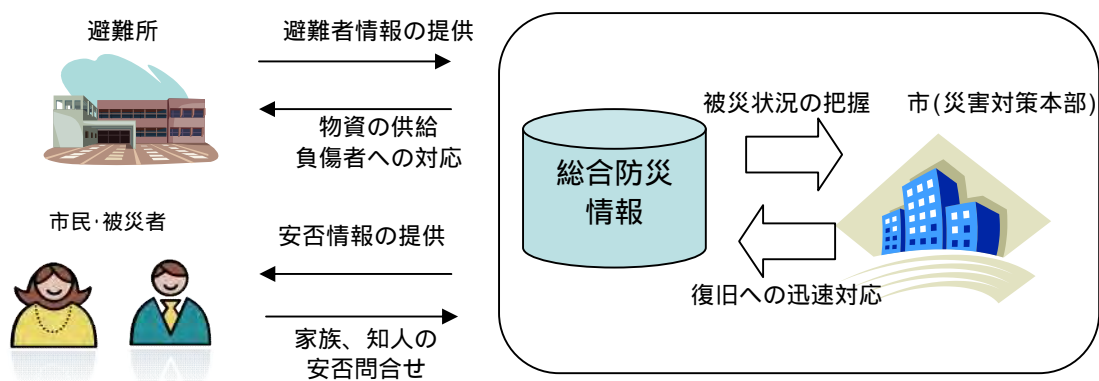 避難所
避難者情報の提供
物資の供給
負傷者への対応
市民･被災者
安否情報の提供
家族、知人の
安否問合せ
総合防災
情報
被災状況の把握
市(災害対策本部)
復旧への迅速対応